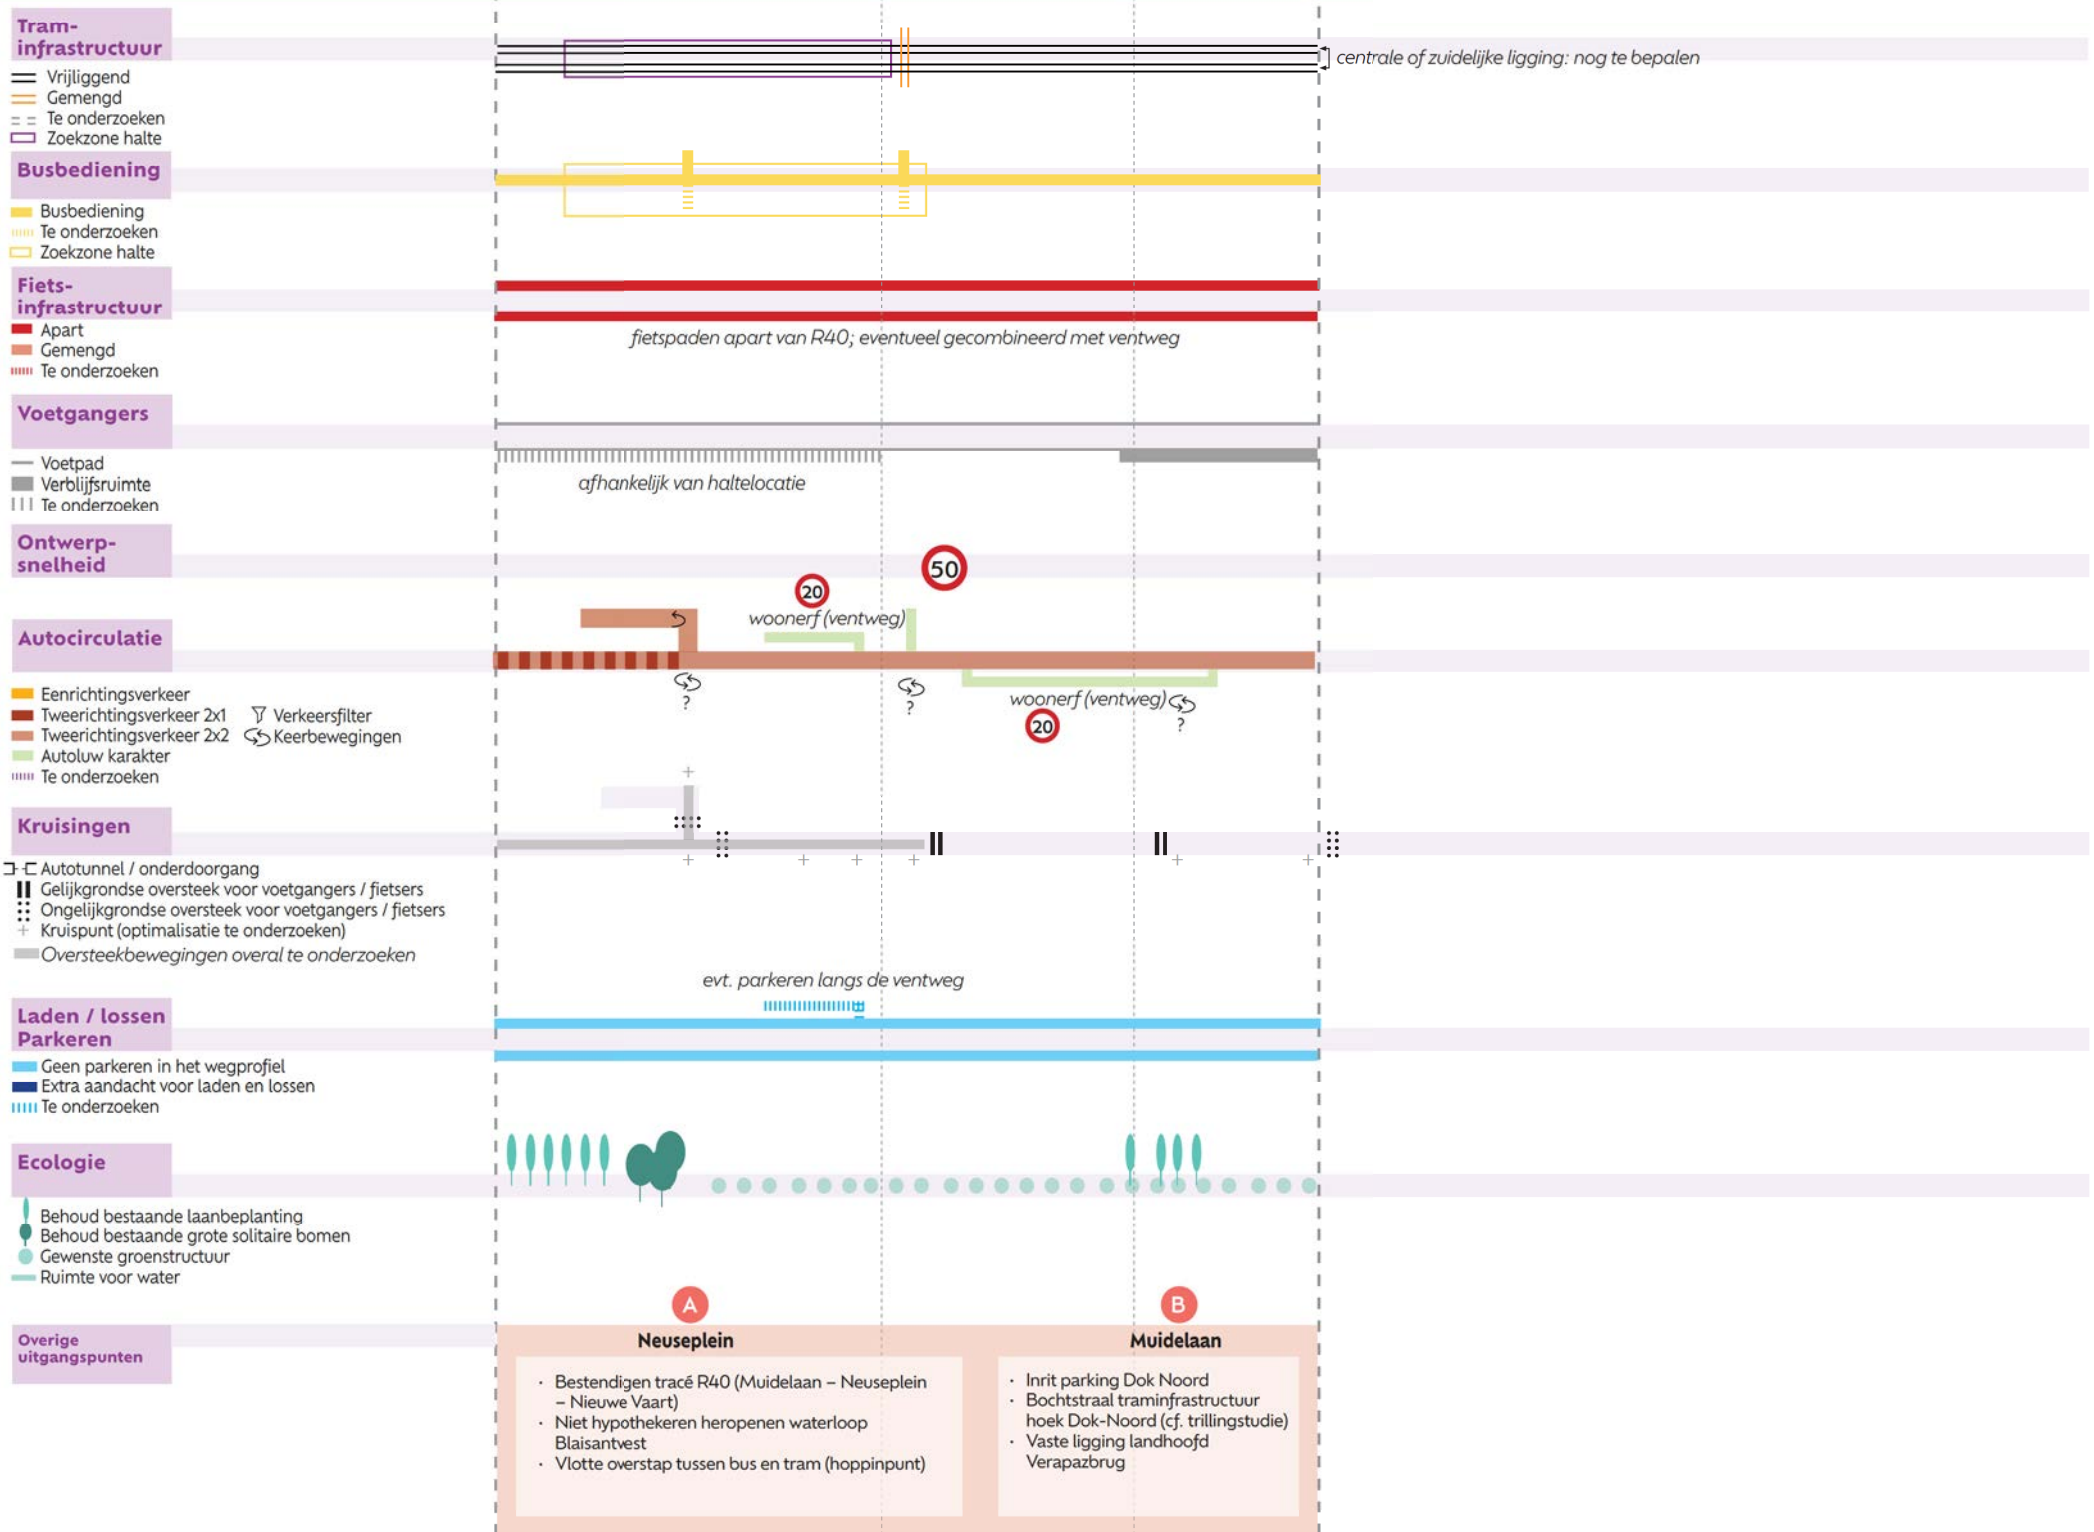 Tram-
infrastructuur
Vrijliggend
Gemengd
Te onderzoeken
Zoekzone halte
centrale of zuidelijke ligging: nog te bepalen
Busbediening
Busbediening
Te onderzoeken
Zoekzone halte
Fiets-
infrastructuur
Apart
Gemengd
Te onderzoeken
fietspaden apart van R40; eventueel gecombineerd met ventweg
Voetgangers
Voetpad
Verblijfsruimte
Te onderzoeken
afhankelijk van haltelocatie
Ontwerp-
snelheid
50
20
woonerf (ventweg)
Autocirculatie
Eenrichtingsverkeer
Tweerichtingsverkeer 2x1
Verkeersfilter
Tweerichtingsverkeer 2x2
Keerbewegingen
Autoluw karakter
Te onderzoeken
?
?
woonerf (ventweg)
20
?
Kruisingen
Autotunnel / onderdoorgang
Gelijkgrondse oversteek voor voetgangers / fietsers
Ongelijkgrondse oversteek voor voetgangers / fietsers
Kruispunt (optimalisatie te onderzoeken)
Oversteekbewegingen overal te onderzoeken
evt. parkeren langs de ventweg
Laden / lossen
Parkeren
Geen parkeren in het wegprofiel
Extra aandacht voor laden en lossen
Te onderzoeken
Ecologie
Behoud bestaande laanbeplanting
Behoud bestaande grote solitaire bomen
Gewenste groenstructuur
Ruimte voor water
Overige
uitgangspunten
A
Neuseplein
· Bestendigen tracé R40 (Muidelaan – Neuseplein
– Nieuwe Vaart)
· Niet hypothekeren heropenen waterloop
Blaisantvest
· Vlotte overstap tussen bus en tram (hoppinpunt)
B
Muidelaan
· Inrit parking Dok Noord
· Bochtstraal traminfrastructuur
hoek Dok-Noord (cf. trillingstudie)
· Vaste ligging landhoofd
Verapazbrug